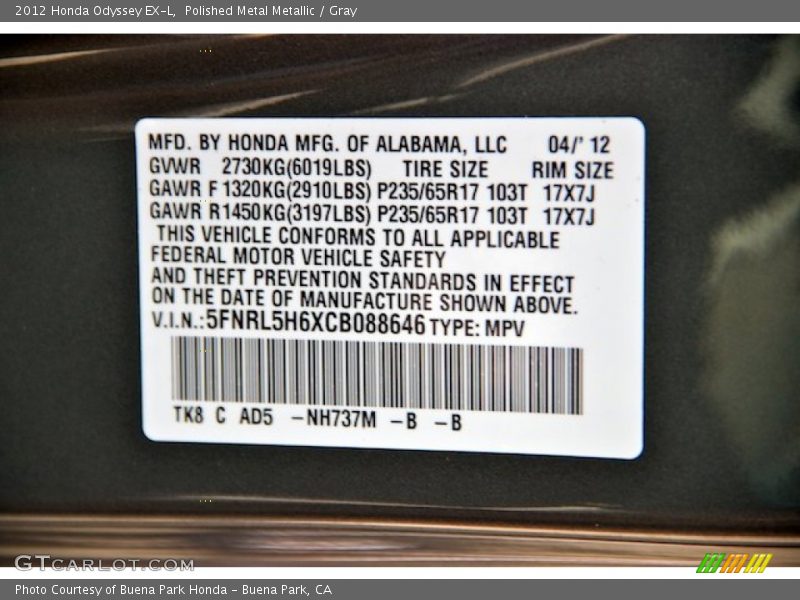 2012 Honda Odyssey EX-L, Polished Metal Metallic / Gray
MFD. BY HONDA MFG. OF ALABAMA, LLC 04/' 12
GVWR 2730KG(6019LBS) TIRE SIZE RIM SIZE
GAWR F 1320KG(2910LBS) P235/65R17 103T 17X7J
GAWR R1450KG(3197LBS) P235/65R17 103T 17X7J
THIS VEHICLE CONFORMS TO ALL APPLICABLE
FEDERAL MOTOR VEHICLE SAFETY
AND THEFT PREVENTION STANDARDS IN EFFECT
ON THE DATE OF MANUFACTURE SHOWN ABOVE.
V.I.N.:5FNRL5H6XCB088646 TYPE: MPV
TK8 C AD5 -NH737M -B -B
GTCARLOT.COM
Photo Courtesy of Buena Park Honda - Buena Park, CA